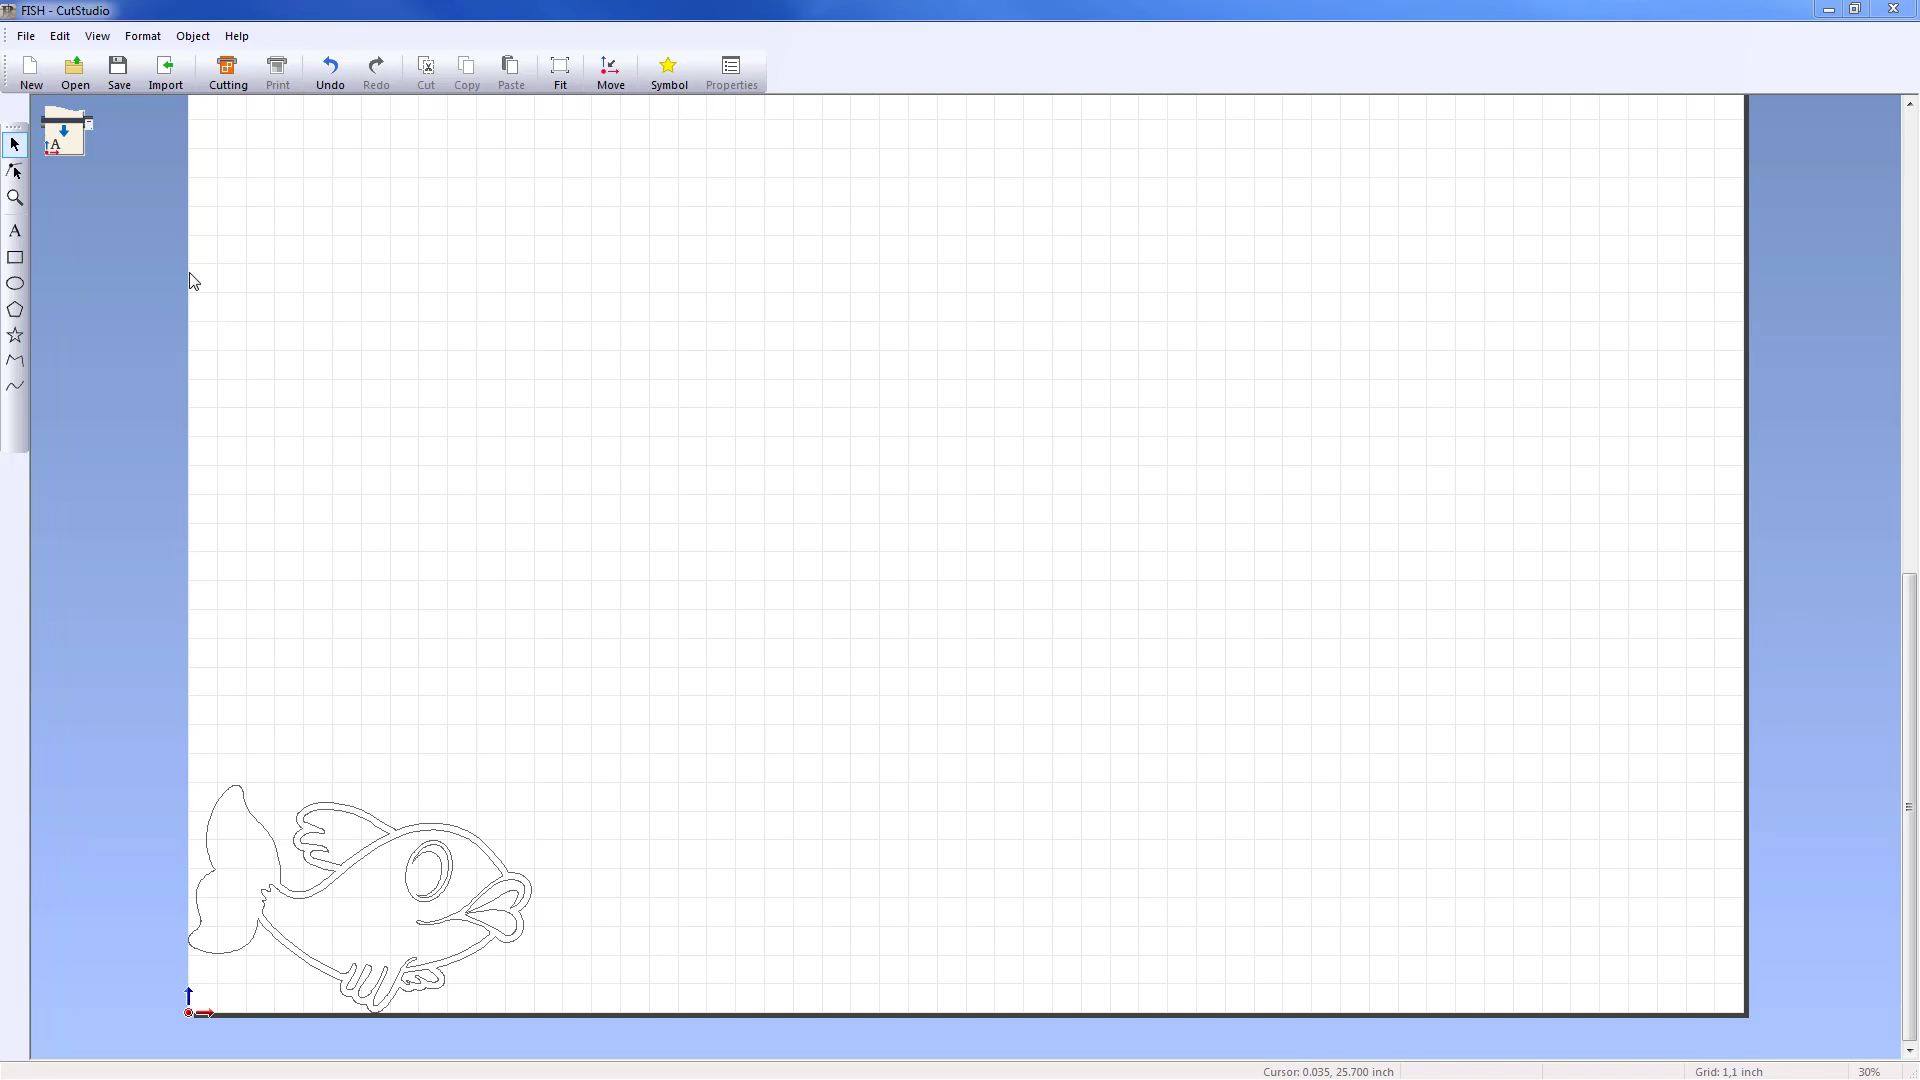 FISH - CutStudio
File Edit View Format Object Help
New Open Save Import Cutting Print Undo Redo Cut Copy Paste Fit Move Symbol Properties
A
A
Cursor: 0.035, 25.700 inch Grid: 1,1 inch 30%